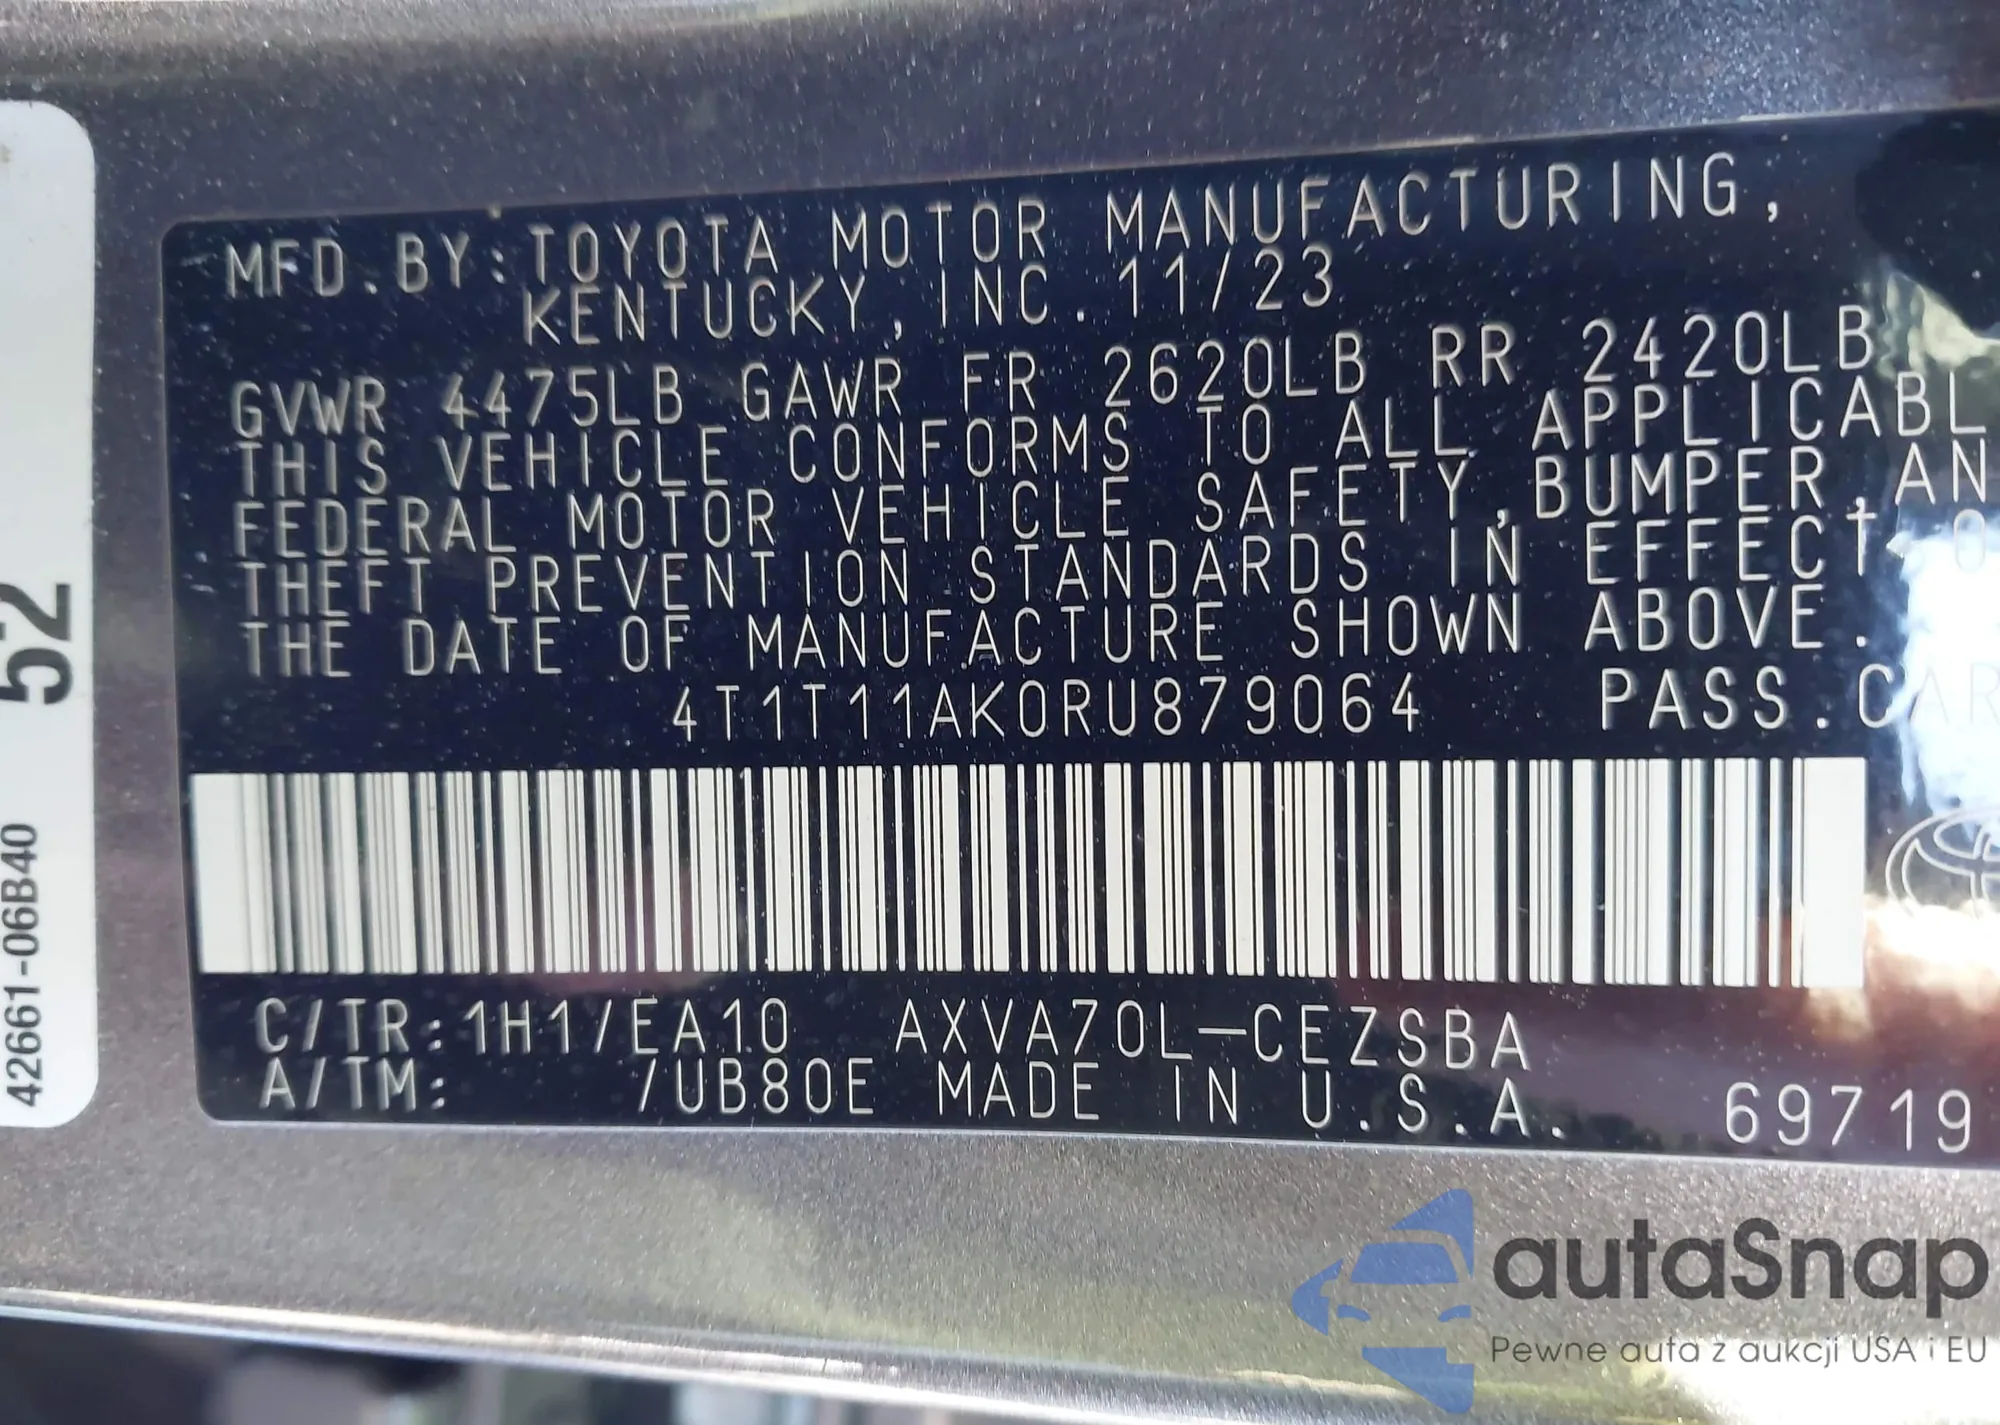 MFD.BY:TOYOTA MOTOR MANUFACTURING,
KENTUCKY,INC. 11/23
GVWR 4475LB GAWR FR 2620LB RR 2420LB
THIS VEHICLE CONFORMS TO ALL APPLICABL
FEDERAL MOTOR VEHICLE SAFETY,BUMPER,AN
THEFT PREVENTION STANDARDS IN EFFECT O
THE DATE OF MANUFACTURE SHOWN ABOVE.
4T1T11AK0RU879064 PASS.CAR
C/TR:1H1/EA10 AXVA70L-CEZSBA
A/TM: /UB80E MADE IN U.S.A.
69719
52
42661-06B40
autaSnap
Pewne auta z aukcji USA i EU